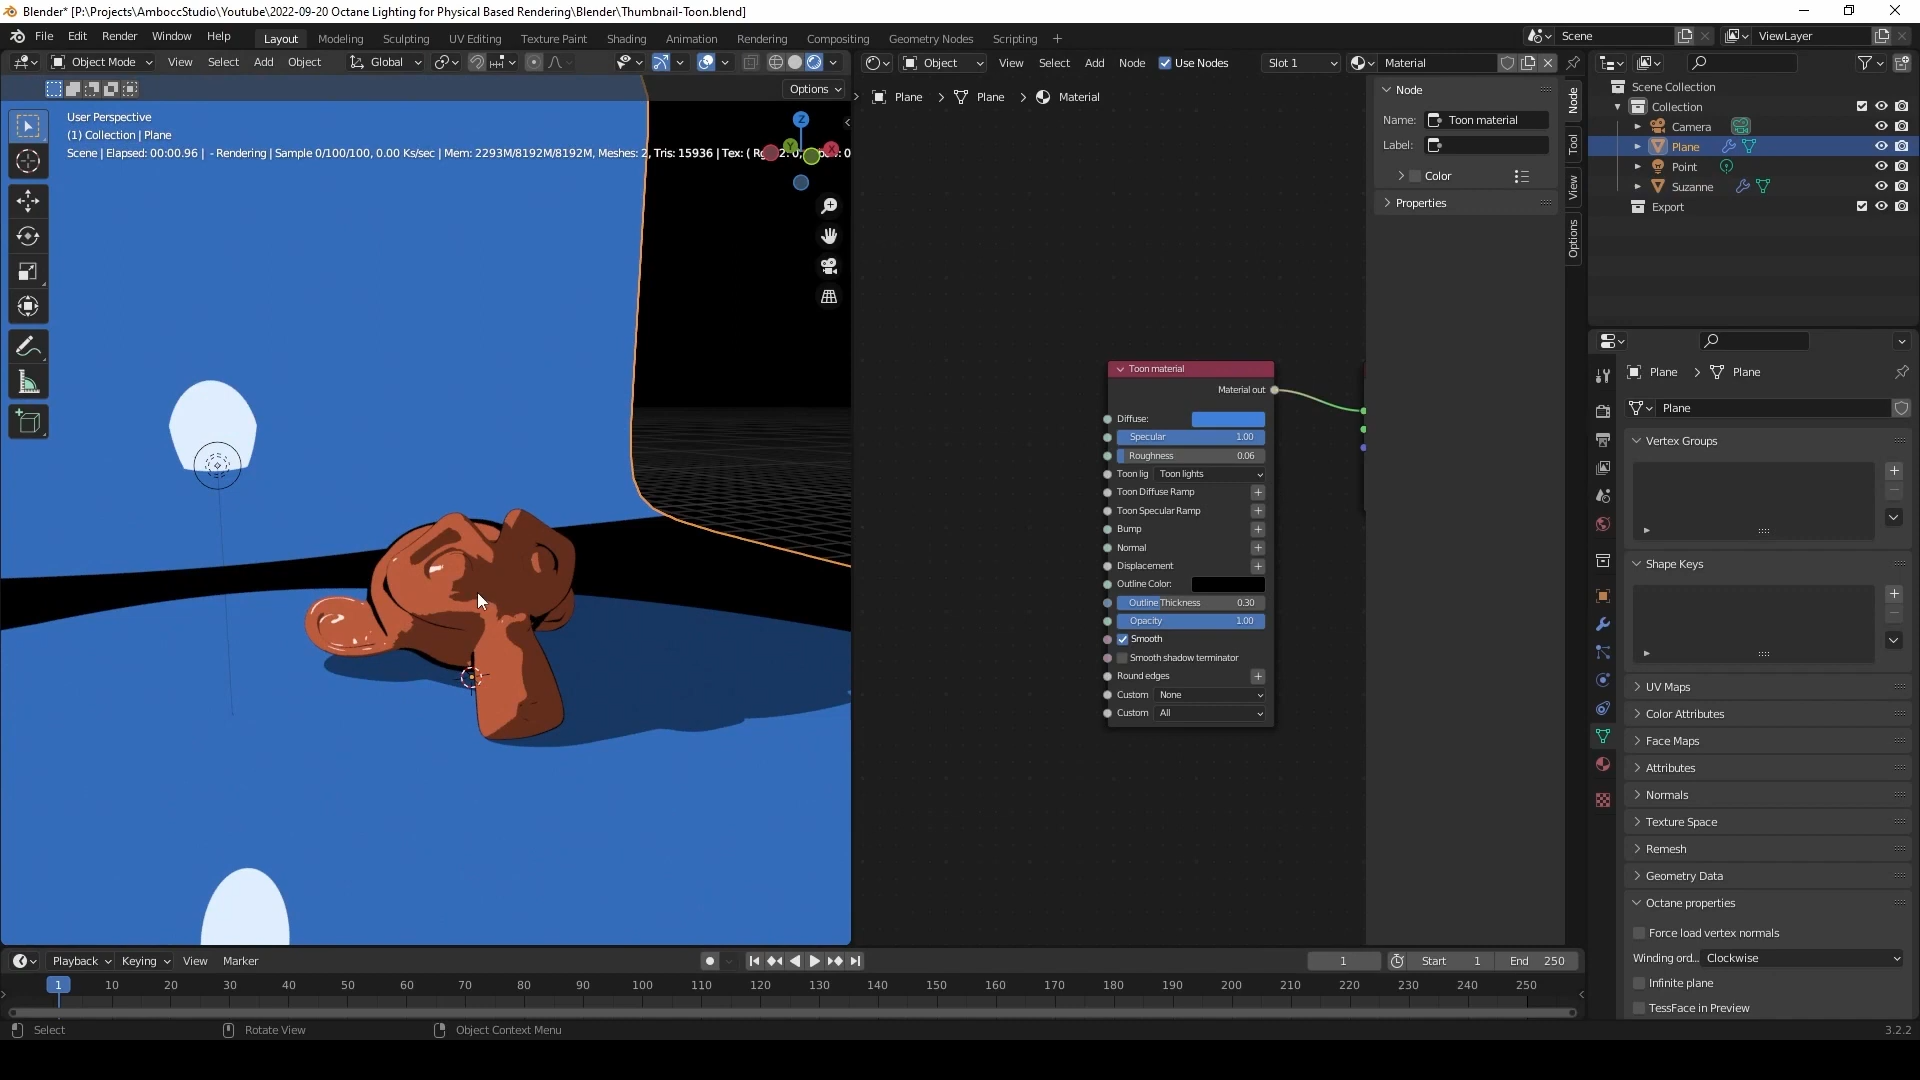 Blender* [P:\Projects\AmboccStudio\Youtube\2022-09-20 Octane Lighting for Physical Based Rendering\Blender\Thumbnail-Toon.blend]
File Edit Render Window Help Layout Modeling Sculpting UV Editing Texture Paint Shading Animation Rendering Compositing Geometry Nodes Scripting + Scene ViewLayer
Object Mode View Select Add Object Global
Object View Select Add Node Use Nodes Slot 1 Material
Options
User Perspective
(1) Collection | Plane
Scene | Elapsed: 00:00.96 | - Rendering | Sample 0/100/100, 0.00 Ks/sec | Mem: 2293M/8192M/8192M, Meshes: 2, Tris: 15936 | Tex: ( Rg
Z
Y
X
Plane > Plane > Material
Node
Name: Toon material
Label:
Color
Properties
Node
Tool
View
Options
Toon material
Material out
Diffuse:
Specular 1.00
Roughness 0.06
Toon lig Toon lights
Toon Diffuse Ramp
Toon Specular Ramp
Bump
Normal
Displacement
Outline Color:
Outline Thickness 0.30
Opacity 1.00
Smooth
Smooth shadow terminator
Round edges
Custom None
Custom All
Scene Collection
Collection
Camera
Plane
Point
Suzanne
Export
Plane > Plane
Plane
Vertex Groups
Shape Keys
UV Maps
Color Attributes
Face Maps
Attributes
Normals
Texture Space
Remesh
Geometry Data
Octane properties
Force load vertex normals
Winding ord... Clockwise
Infinite plane
TessFace in Preview
Playback Keying View Marker 1 Start 1 End 250
1 10 20 30 40 50 60 70 80 90 100 110 120 130 140 150 160 170 180 190 200 210 220 230 240 250
Select Rotate View Object Context Menu 3.2.2